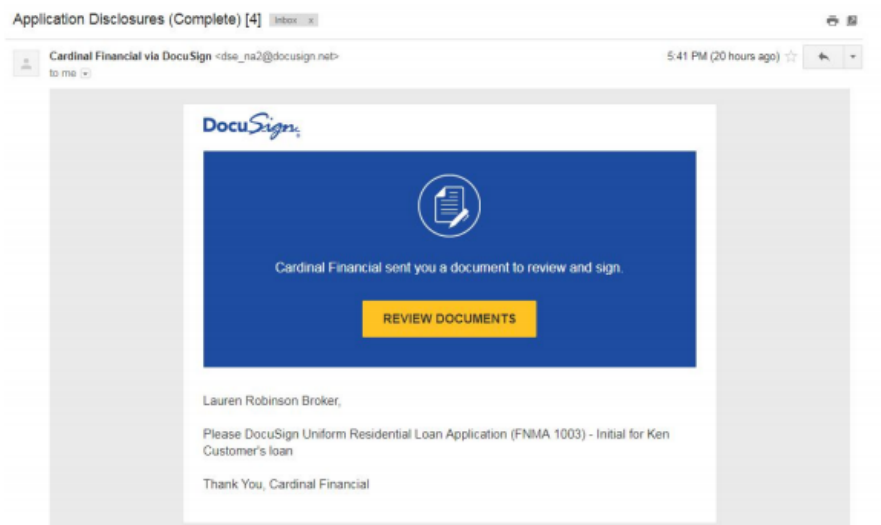 Application Disclosures (Complete) [4] Inbox x
Cardinal Financial via DocuSign <dse_na2@docusign.net>
5:41 PM (20 hours ago)
to me
DocuSign
Cardinal Financial sent you a document to review and sign.
REVIEW DOCUMENTS
Lauren Robinson Broker,
Please DocuSign Uniform Residential Loan Application (FNMA 1003) - Initial for Ken
Customer's loan
Thank You, Cardinal Financial